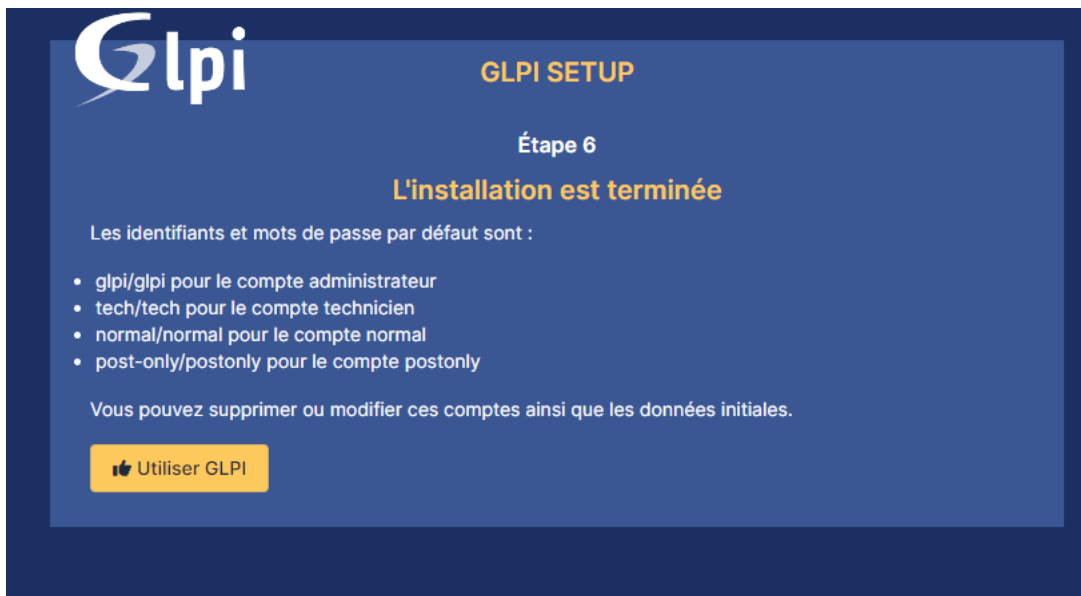 Glpi
GLPI SETUP
Étape 6
L'installation est terminée
Les identifiants et mots de passe par défaut sont :
glpi/glpi pour le compte administrateur
tech/tech pour le compte technicien
normal/normal pour le compte normal
post-only/postonly pour le compte postonly
Vous pouvez supprimer ou modifier ces comptes ainsi que les données initiales.
Utiliser GLPI